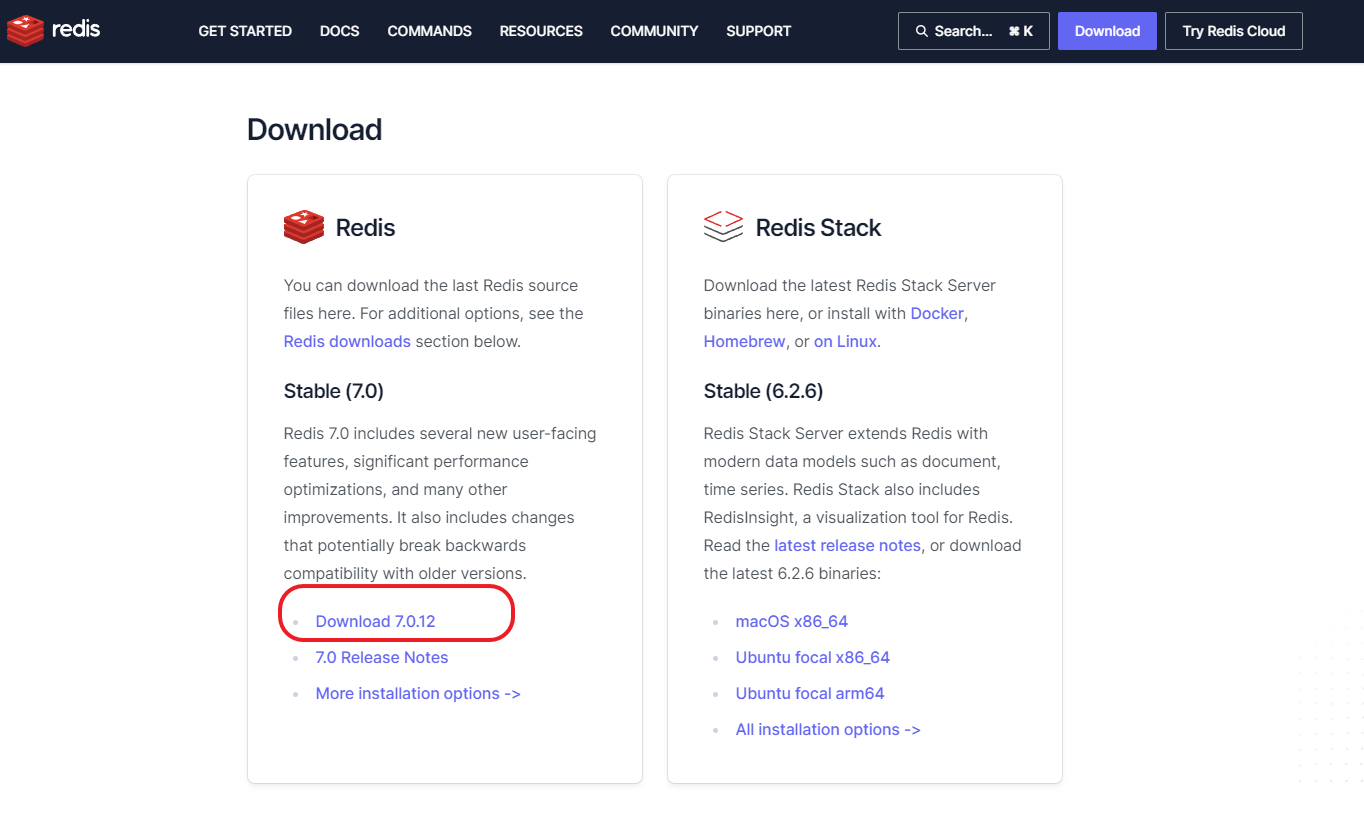 redis
GET STARTED
DOCS
COMMANDS
RESOURCES
COMMUNITY
SUPPORT
Search... ⌘ K
Download
Try Redis Cloud
Download
Redis
You can download the last Redis source
files here. For additional options, see the
Redis downloads section below.
Stable (7.0)
Redis 7.0 includes several new user-facing
features, significant performance
optimizations, and many other
improvements. It also includes changes
that potentially break backwards
compatibility with older versions.
Download 7.0.12
7.0 Release Notes
More installation options ->
Redis Stack
Download the latest Redis Stack Server
binaries here, or install with Docker,
Homebrew, or on Linux.
Stable (6.2.6)
Redis Stack Server extends Redis with
modern data models such as document,
time series. Redis Stack also includes
RedisInsight, a visualization tool for Redis.
Read the latest release notes, or download
the latest 6.2.6 binaries:
macOS x86_64
Ubuntu focal x86_64
Ubuntu focal arm64
All installation options ->